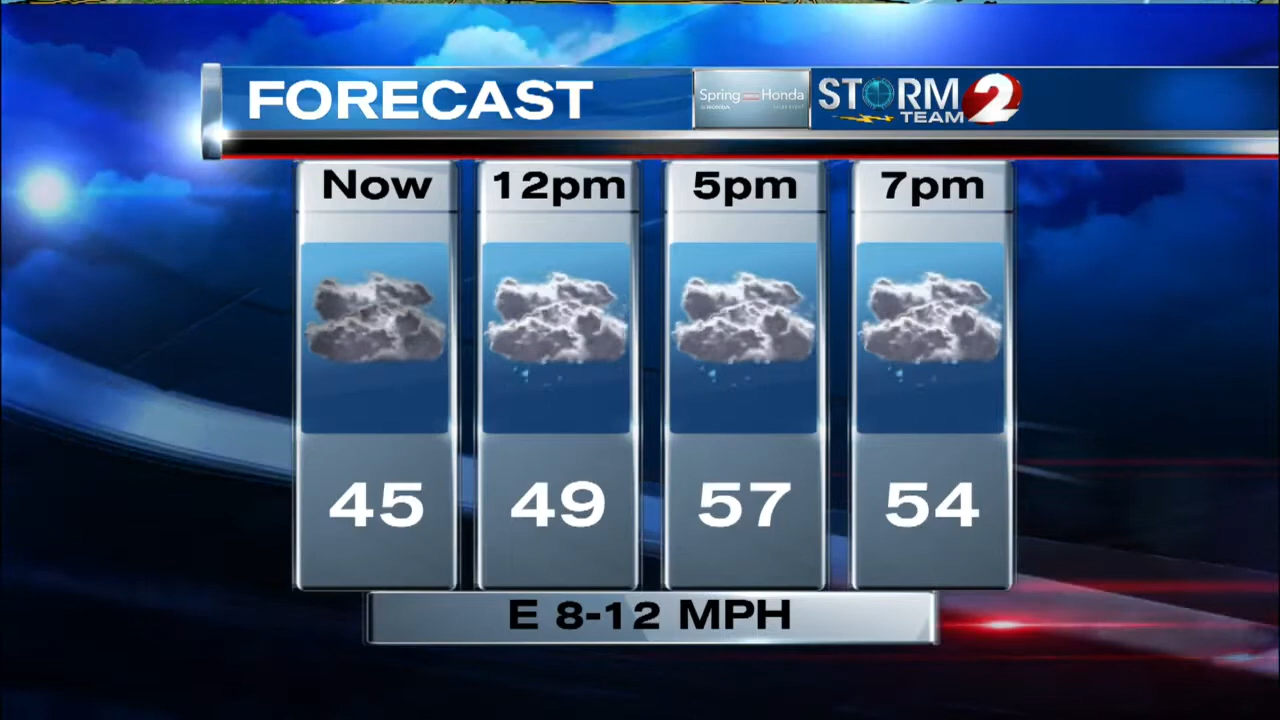 FORECAST
Spring Honda
STORM
TEAM 2
Now 12pm 5pm 7pm
45 49 57 54
E 8-12 MPH